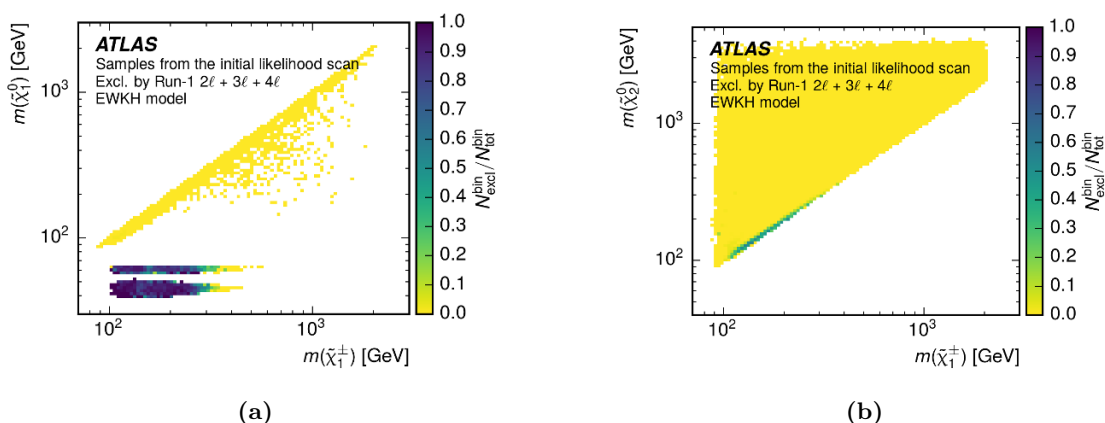 ATLAS
Samples from the initial likelihood scan
Excl. by Run-1 2ℓ + 3ℓ + 4ℓ
EWKH model
m(χ̃₁⁰) [GeV]
10³
10²
10² 10³
m(χ̃₁±) [GeV]
1.0
0.9
0.8
0.7
0.6
0.5
0.4
0.3
0.2
0.1
0.0
N_excl^bin/N_tot^bin
(a)
ATLAS
Samples from the initial likelihood scan
Excl. by Run-1 2ℓ + 3ℓ + 4ℓ
EWKH model
m(χ̃₂⁰) [GeV]
10³
10²
10² 10³
m(χ̃₁±) [GeV]
1.0
0.9
0.8
0.7
0.6
0.5
0.4
0.3
0.2
0.1
0.0
N_excl^bin/N_tot^bin
(b)